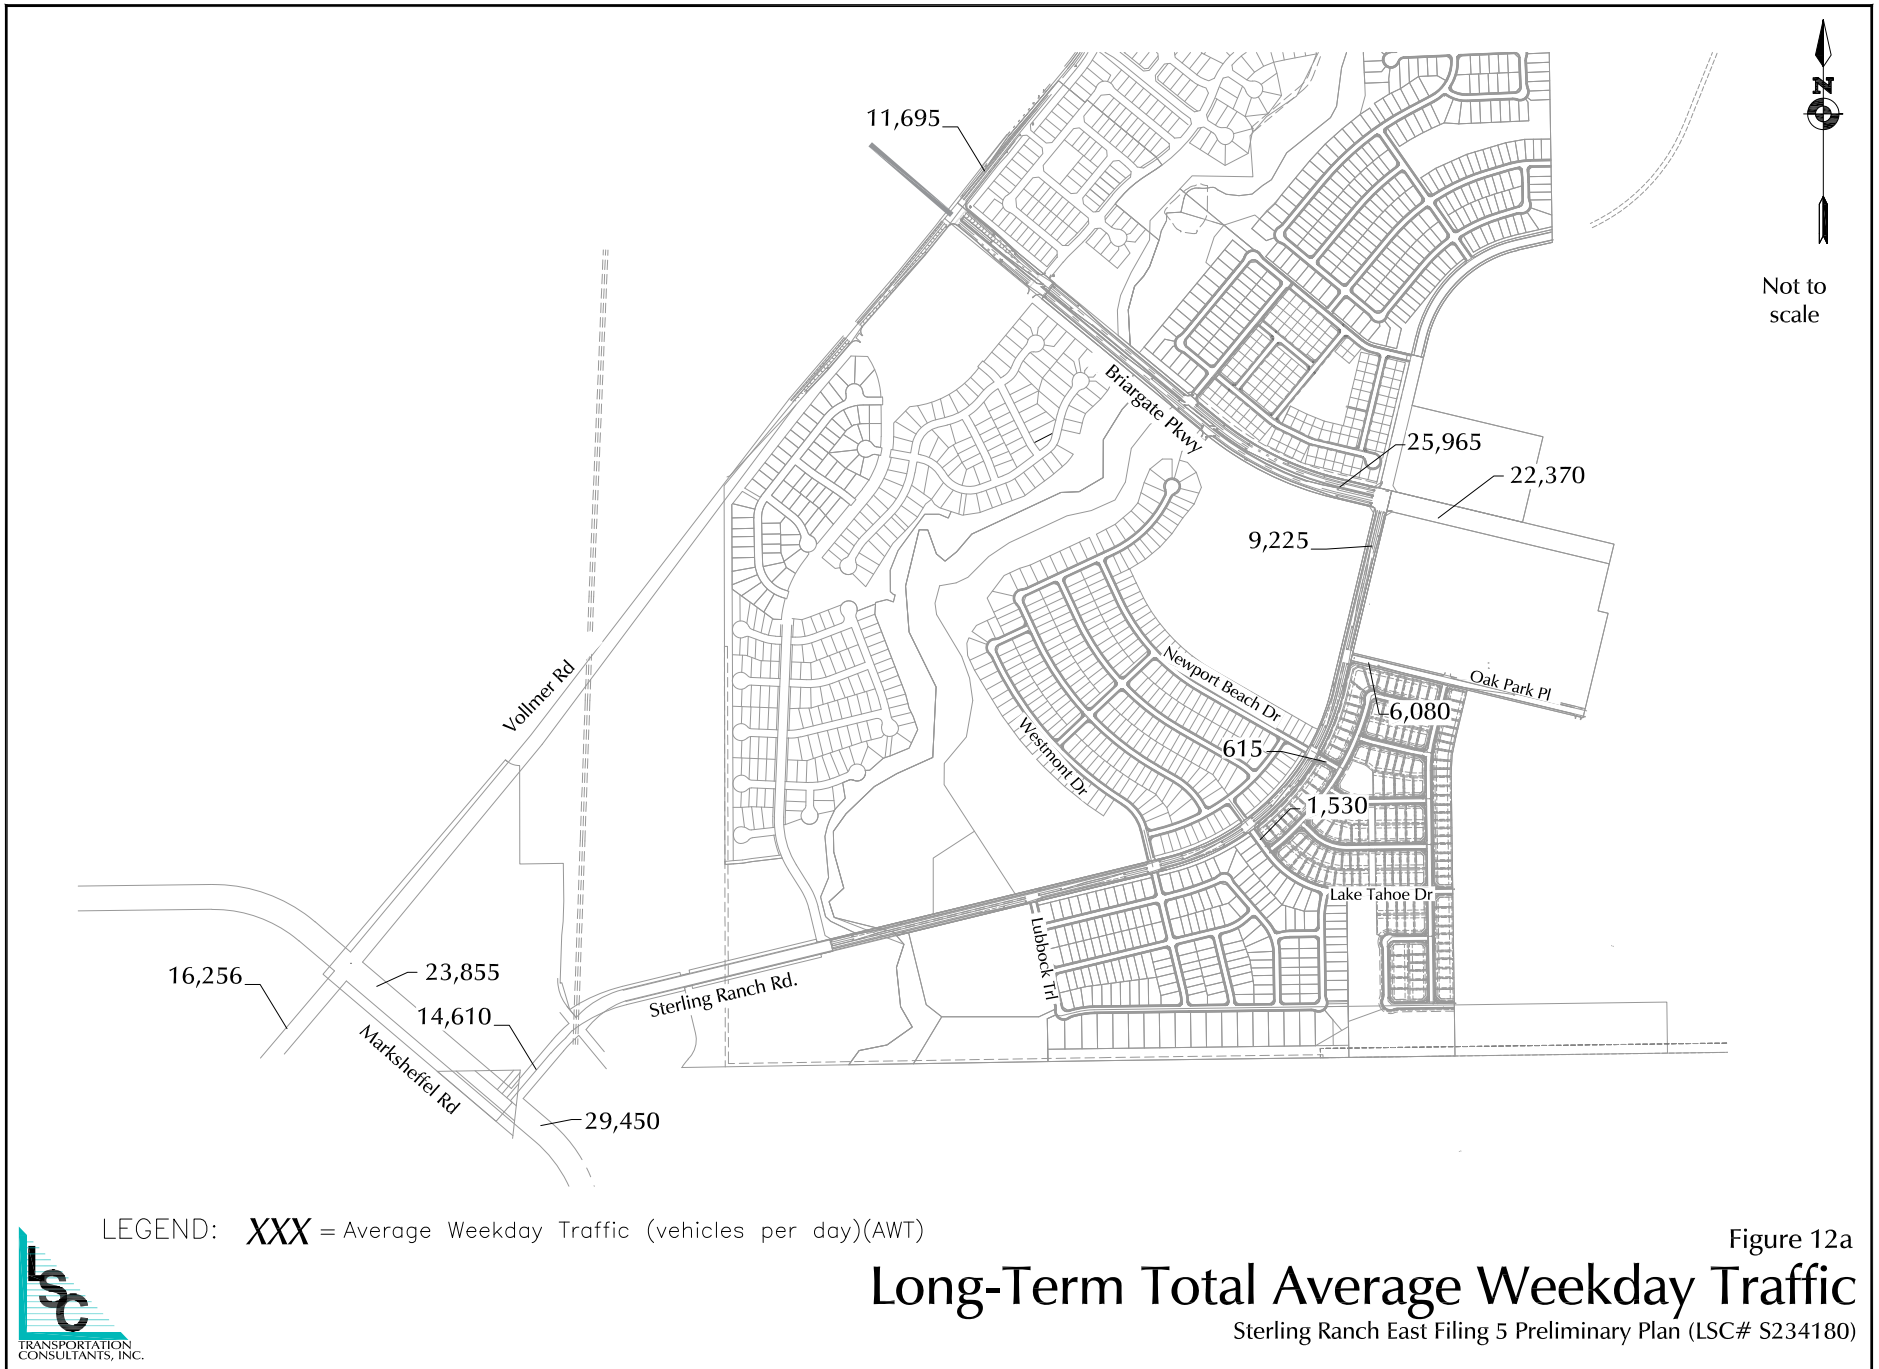 11,695
N
Not to
scale
Briargate Pkwy
25,965
22,370
9,225
Newport Beach Dr
Oak Park Pl
Vollmer Rd
6,080
Westmont Dr
615
1,530
Lake Tahoe Dr
Lubbock Trl
16,256
23,855
14,610
Sterling Ranch Rd.
Marksheffel Rd
29,450
LEGEND: XXX = Average Weekday Traffic (vehicles per day)(AWT)
Figure 12a
Long-Term Total Average Weekday Traffic
Sterling Ranch East Filing 5 Preliminary Plan (LSC# S234180)
LSC
TRANSPORTATION
CONSULTANTS, INC.